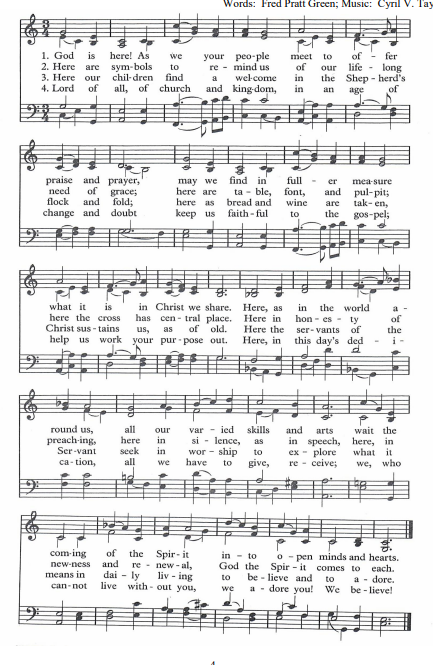 Words: Fred Pratt Green; Music: Cyril V. Tay
1. God is here! As we your peo-ple meet to of - fer
2. Here are sym-bols to re - mind us of our life - long
3. Here our chil-dren find a wel-come in the Shep-herd's
4. Lord of all, of church and king-dom, in an age of
praise and prayer, may we find in full - er mea-sure
need of grace; here are ta - ble, font, and pul-pit;
flock and fold; here as bread and wine are tak-en,
change and doubt keep us faith-ful to the gos-pel;
what it is in Christ we share. Here, as in the world a -
here the cross has cen-tral place. Here in hon-es-ty of
Christ sus-tains us, as of old. Here the ser-vants of the
help us work your pur-pose out. Here, in this day's ded - i -
round us, all our var - ied skills and arts wait the
preach-ing, here in si - lence, as in speech, here, in
Ser-vant seek in wor - ship to ex - plore what it
ca-tion, all we have to give, re - ceive; we, who
com-ing of the Spir-it in - to o - pen minds and hearts.
new-ness and re - new-al, God the Spir-it comes to each.
means in dai - ly liv - ing to be - lieve and to a - dore.
can-not live with-out you, we a - dore you! We be - lieve!